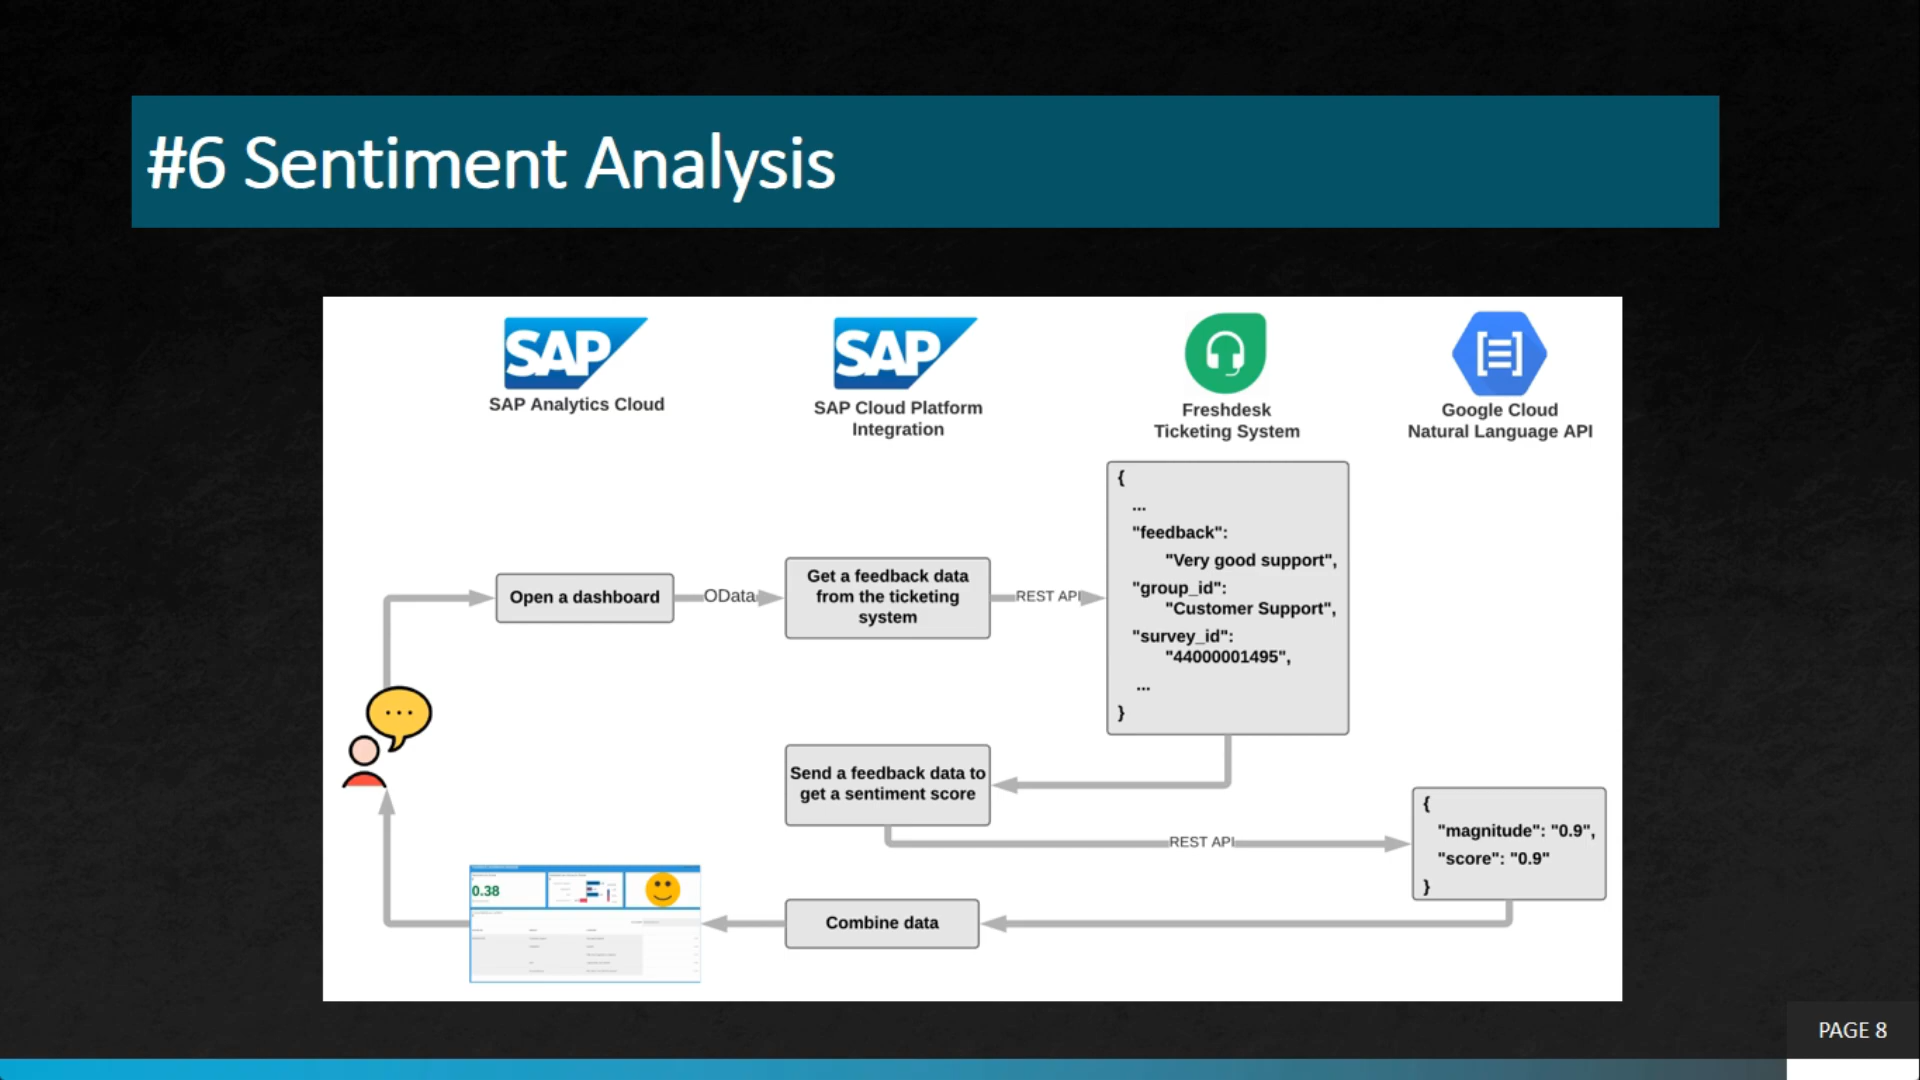 #6 Sentiment Analysis
SAP
SAP Analytics Cloud
SAP
SAP Cloud Platform
Integration
Freshdesk
Ticketing System
Google Cloud
Natural Language API
Open a dashboard
OData
Get a feedback data
from the ticketing
system
REST API
{
...
"feedback":
"Very good support",
"group_id":
"Customer Support",
"survey_id":
"44000001495",
...
}
Send a feedback data to
get a sentiment score
REST API
{
"magnitude": "0.9",
"score": "0.9"
}
Combine data
0.38
PAGE 8